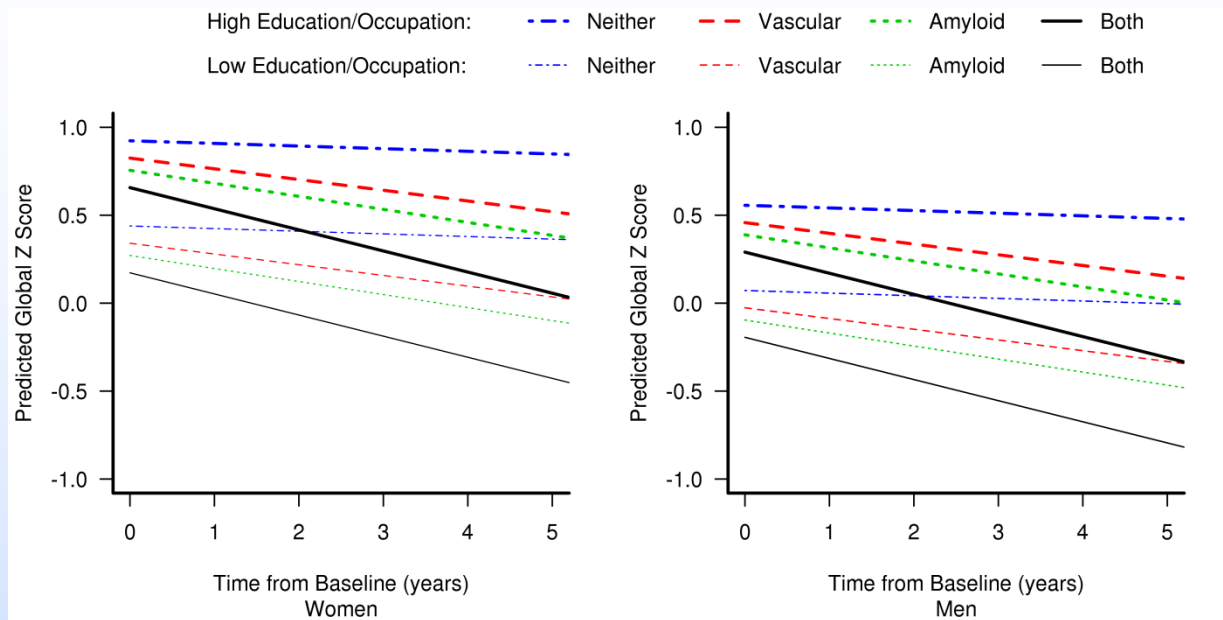 High Education/Occupation: Neither Vascular Amyloid Both
Low Education/Occupation: Neither Vascular Amyloid Both
Predicted Global Z Score
1.0
0.5
0.0
-0.5
-1.0
0 1 2 3 4 5
Time from Baseline (years)
Women
Predicted Global Z Score
1.0
0.5
0.0
-0.5
-1.0
0 1 2 3 4 5
Time from Baseline (years)
Men